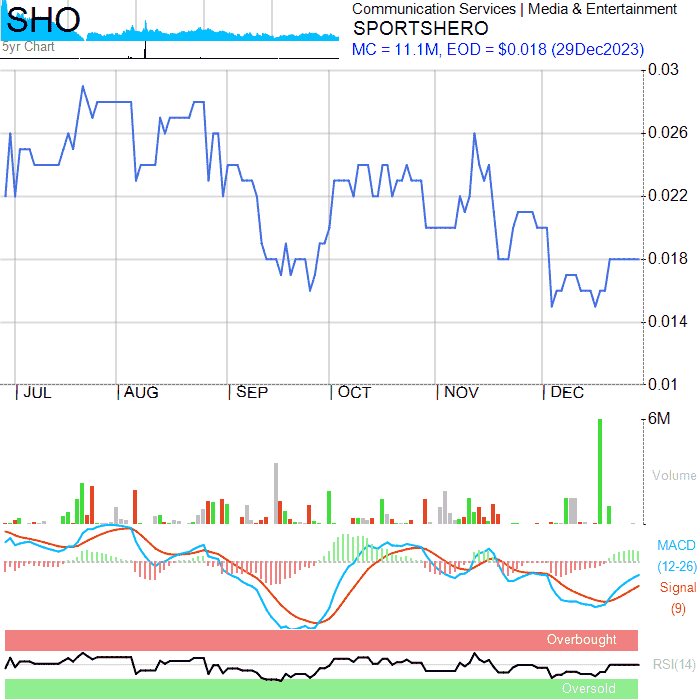 SHO
5yr Chart
Communication Services | Media & Entertainment
SPORTSHERO
MC = 11.1M, EOD = $0.018 (29Dec2023)
0.03
0.026
0.022
0.018
0.014
0.01
JUL AUG SEP OCT NOV DEC
6M
Volume
MACD
(12-26)
Signal
(9)
Overbought
RSI(14)
Oversold